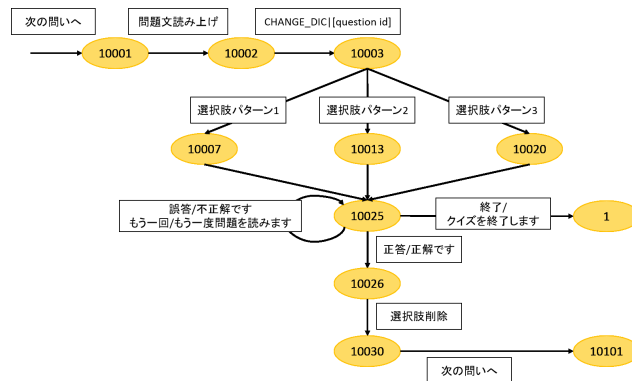 次の問いへ
問題文読み上げ
CHANGE_DIC|[question id]
10001
10002
10003
選択肢パターン1
選択肢パターン2
選択肢パターン3
10007
10013
10020
誤答/不正解です
もう一回/もう一度問題を読みます
10025
終了/
クイズを終了します
1
正答/正解です
10026
選択肢削除
10030
10101
次の問いへ